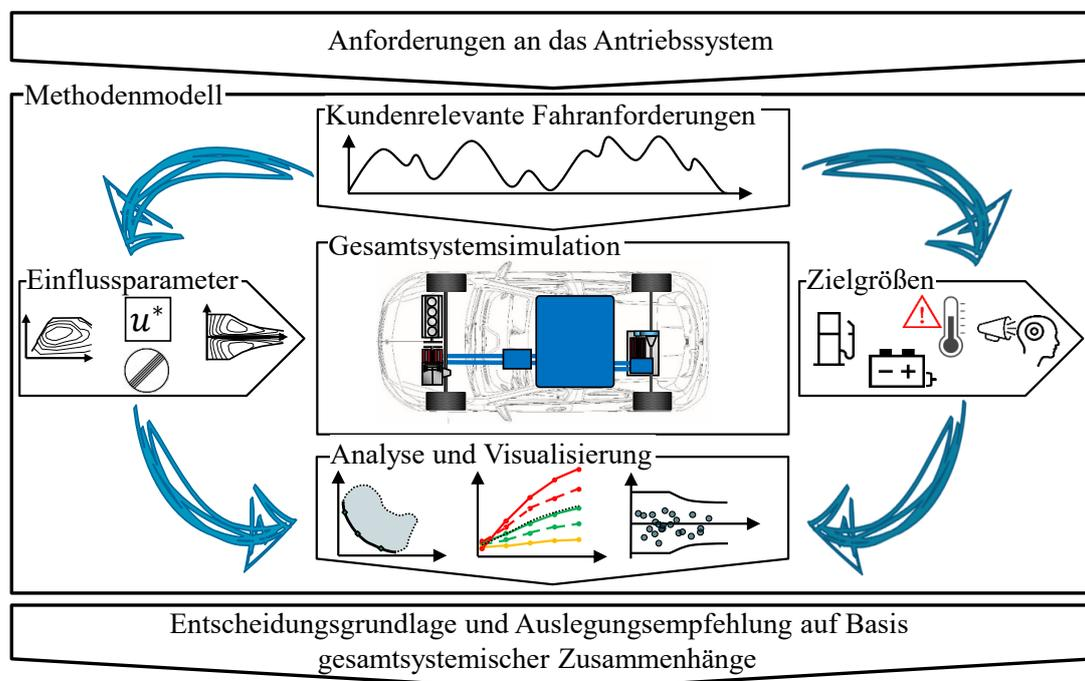 Anforderungen an das Antriebssystem
Methodenmodell
Kundenrelevante Fahranforderungen
Gesamtsystemsimulation
Einflussparameter
u*
Zielgrößen
Analyse und Visualisierung
Entscheidungsgrundlage und Auslegungsempfehlung auf Basis
gesamtsystemischer Zusammenhänge